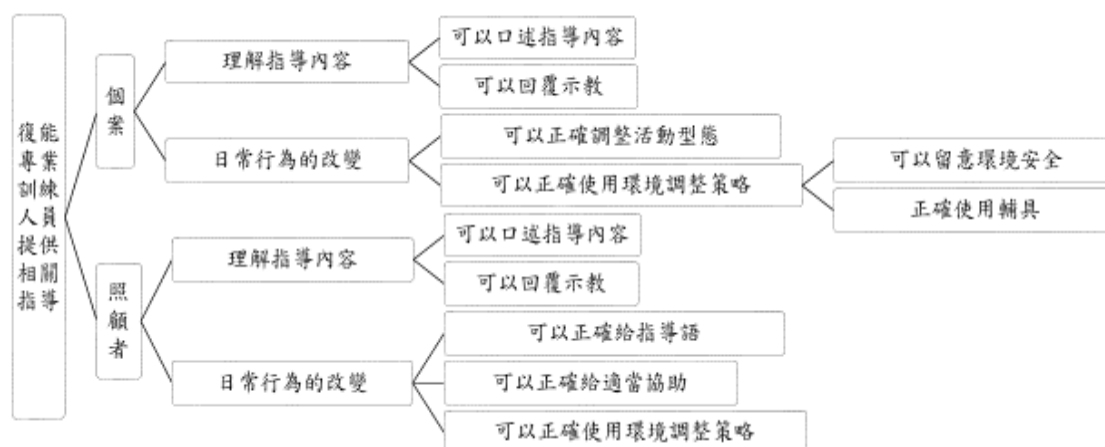 復能
專業
訓練
人員
提供
相關
指導
個案
理解指導內容
可以口述指導內容
可以回覆示教
日常行為的改變
可以正確調整活動型態
可以正確使用環境調整策略
可以留意環境安全
正確使用輔具
照顧者
理解指導內容
可以口述指導內容
可以回覆示教
日常行為的改變
可以正確給指導語
可以正確給適當協助
可以正確使用環境調整策略